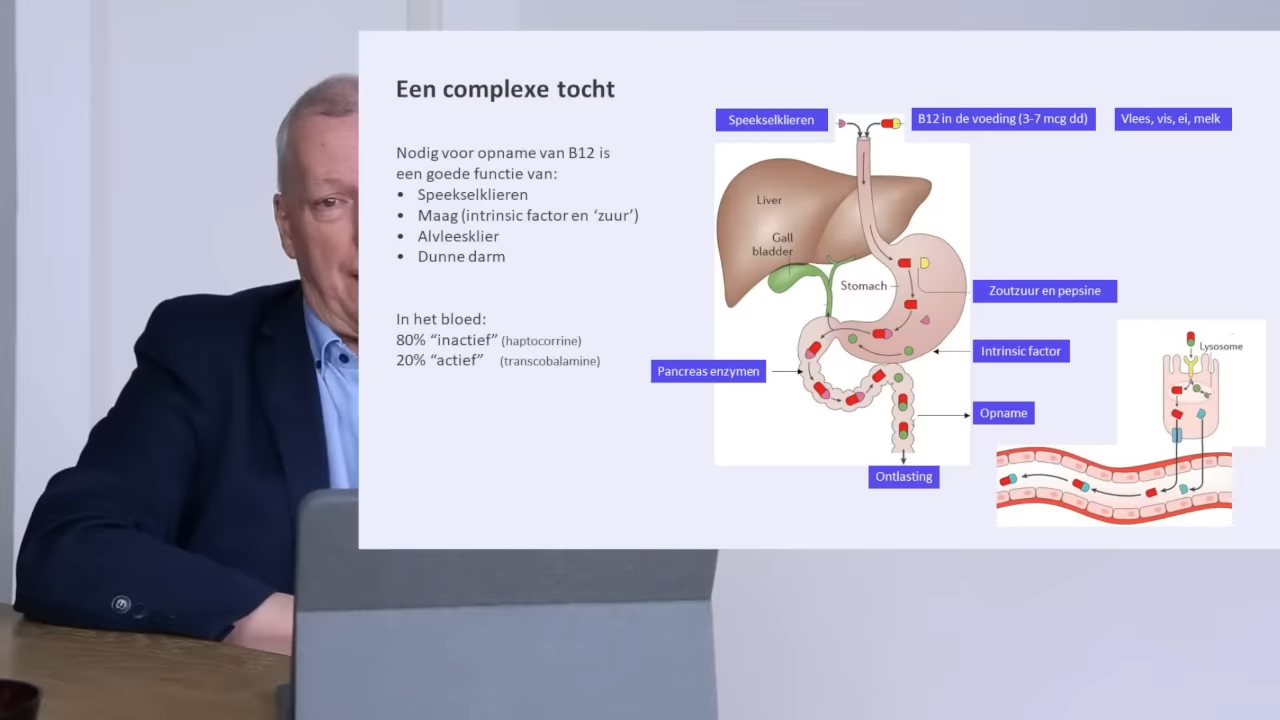 Een complexe tocht
Nodig voor opname van B12 is
een goede functie van:
• Speekselklieren
• Maag (intrinsic factor en ‘zuur’)
• Alvleesklier
• Dunne darm
In het bloed:
80% “inactief” (haptocorrine)
20% “actief” (transcobalamine)
Speekselklieren
B12 in de voeding (3-7 mcg dd)
Vlees, vis, ei, melk
Liver
Gall
bladder
Stomach
Zoutzuur en pepsine
Intrinsic factor
Pancreas enzymen
Opname
Ontlasting
Lysosome